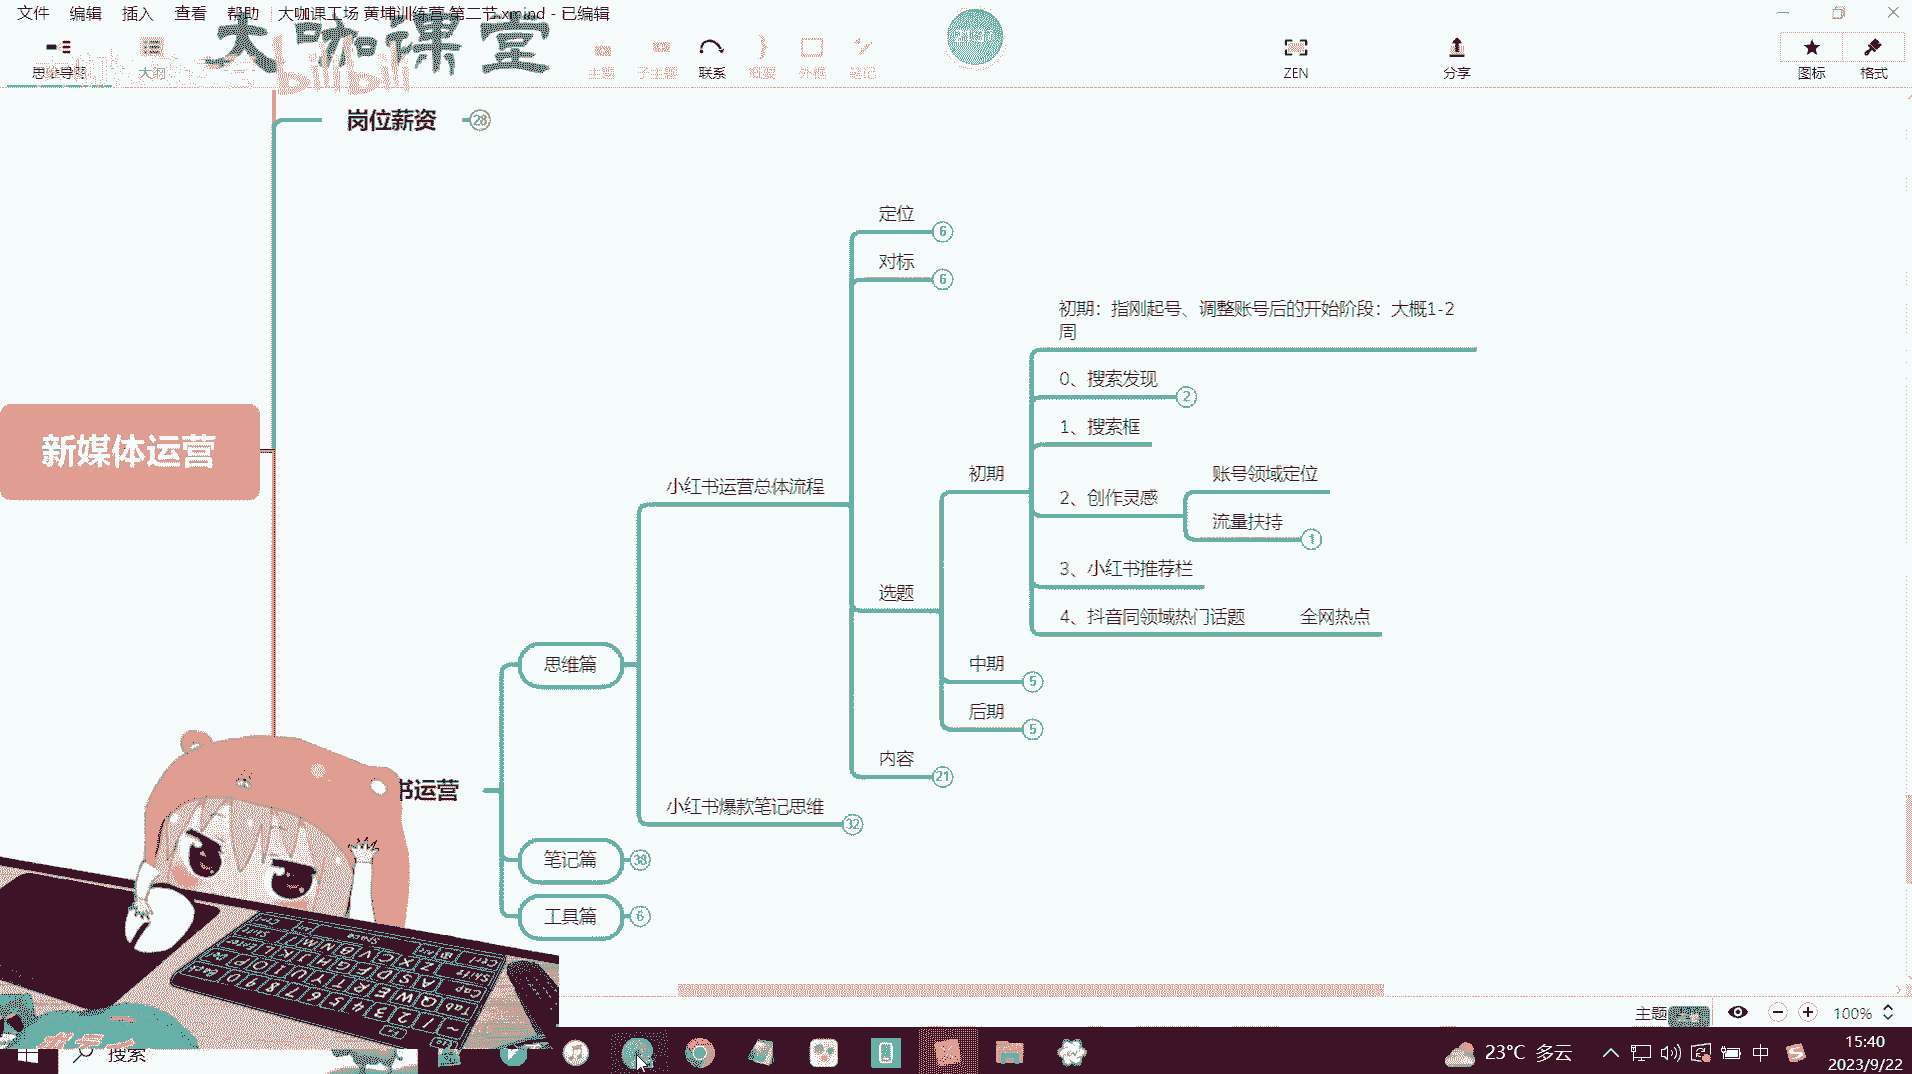 文件 编辑 插入 查看 帮助 大咖课工场 黄埔训练营 第二节.xmind - 已编辑
大咖课堂
bilibili
思维导图 大纲 主题 子主题 联系 概要 外框 笔记 ZEN 分享 图标 格式
岗位薪资 28
定位 6
对标 6
初期：指刚起号、调整账号后的开始阶段：大概1-2
周
0、搜索发现 2
1、搜索框
初期
账号领域定位
2、创作灵感
流量扶持 1
新媒体运营
小红书运营总体流程
3、小红书推荐栏
选题
4、抖音同领域热门话题 全网热点
思维篇
中期 5
后期 5
内容 21
书运营
小红书爆款笔记思维 32
笔记篇 38
工具篇 6
主题
100%
搜索
23°C 多云
中
15:40
2023/9/22